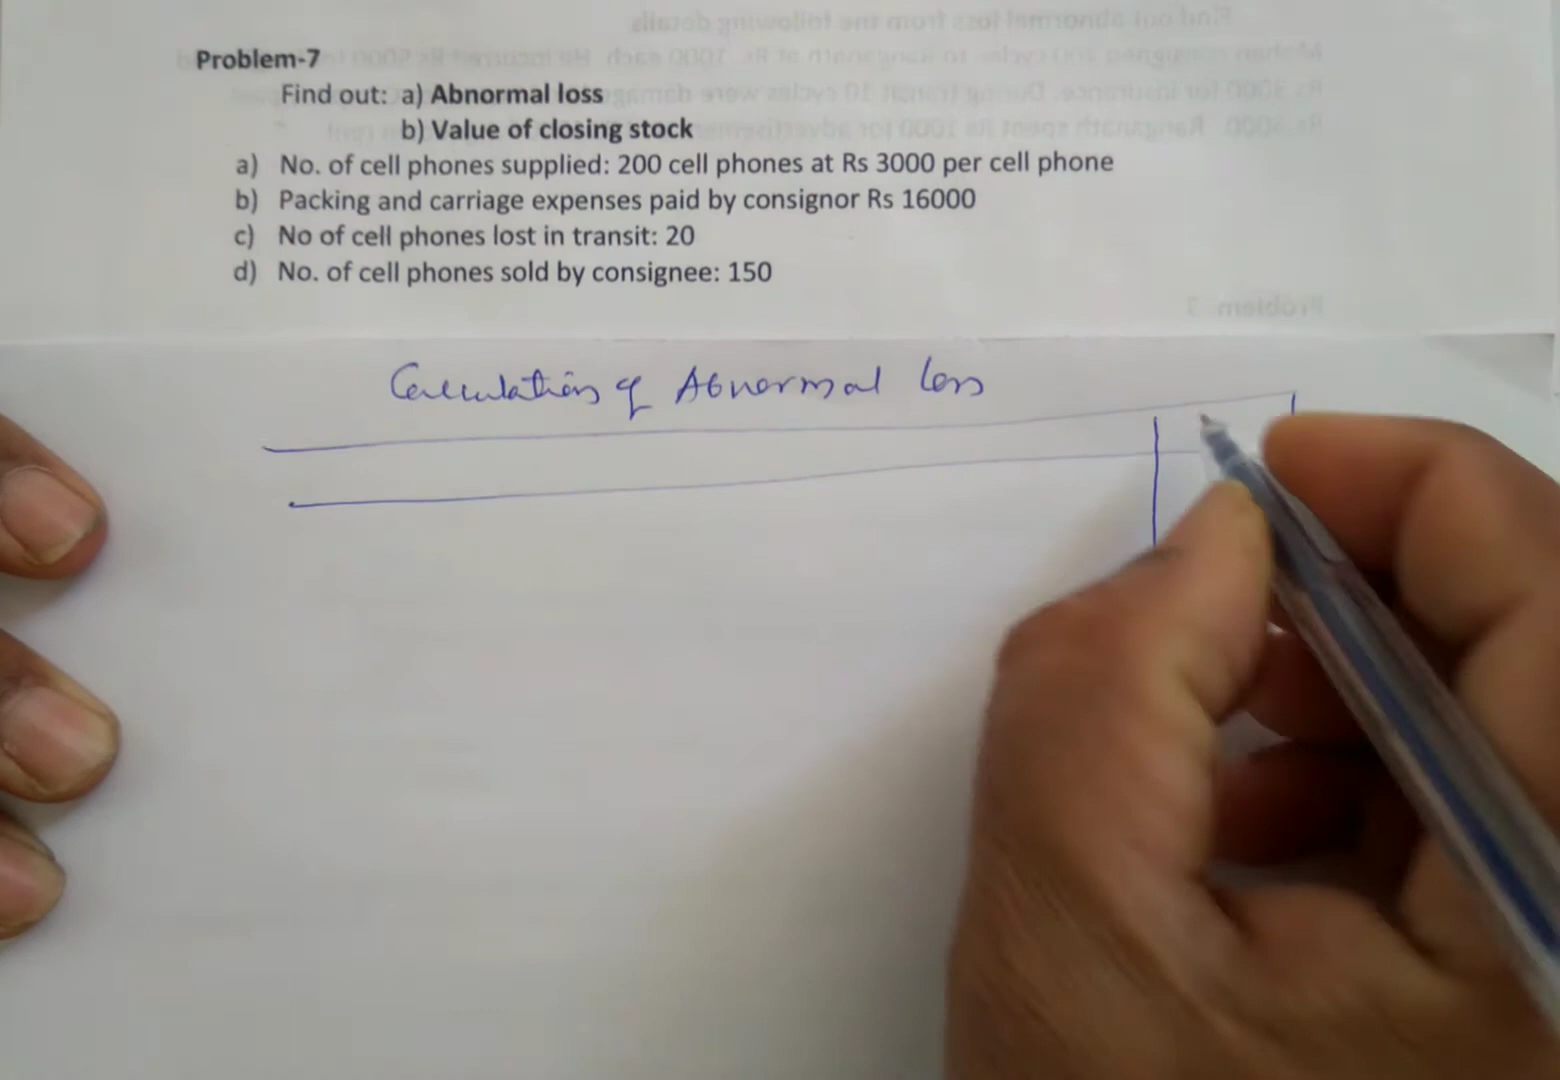 Problem-7
Find out: a) Abnormal loss
b) Value of closing stock
a) No. of cell phones supplied: 200 cell phones at Rs 3000 per cell phone
b) Packing and carriage expenses paid by consignor Rs 16000
c) No of cell phones lost in transit: 20
d) No. of cell phones sold by consignee: 150
Calculation of Abnormal loss